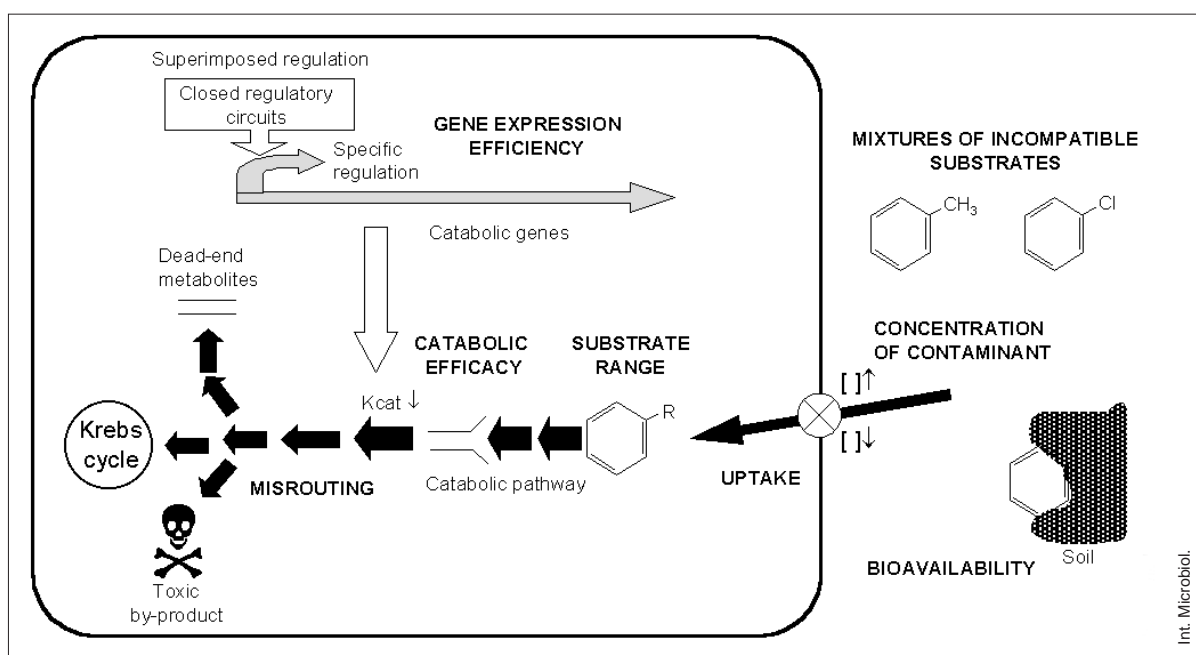 Superimposed regulation
Closed regulatory
circuits
GENE EXPRESSION
EFFICIENCY
Specific
regulation
Catabolic genes
MIXTURES OF INCOMPATIBLE
SUBSTRATES
CH3
Cl
Dead-end
metabolites
CATABOLIC
EFFICACY
SUBSTRATE
RANGE
CONCENTRATION
OF CONTAMINANT
Kcat ↓
R
[ ]↑
[ ]↓
Krebs
cycle
MISROUTING
Catabolic pathway
UPTAKE
Toxic
by-product
BIOAVAILABILITY
Soil
Int. Microbiol.